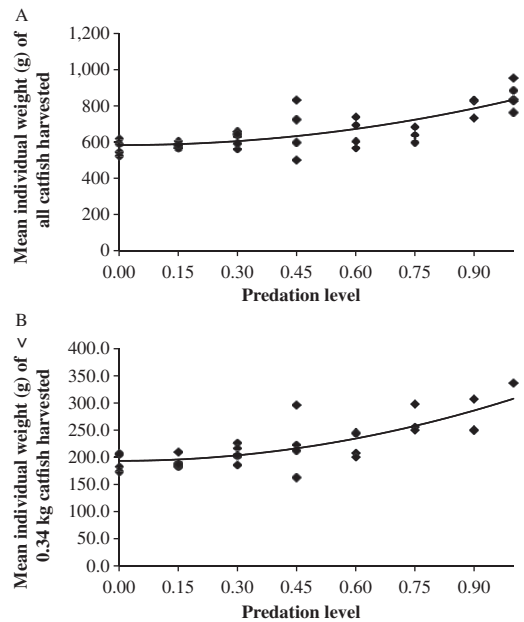 A
Mean individual weight (g) of
all catfish harvested
1,200
1,000
800
600
400
200
0
0.00 0.15 0.30 0.45 0.60 0.75 0.90
Predation level
B
Mean individual weight (g) of <
0.34 kg catfish harvested
400.0
350.0
300.0
250.0
200.0
150.0
100.0
50.0
0.0
0.00 0.15 0.30 0.45 0.60 0.75 0.90
Predation level